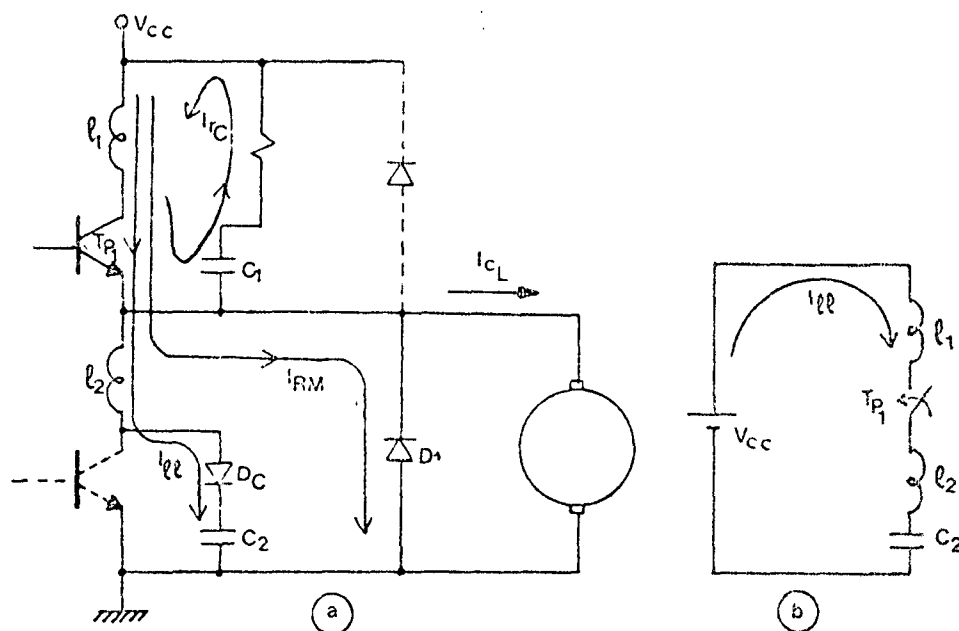 VCC
ℓ1
IrC
TP1
C1
ICL
ℓ2
IRM
Iℓℓ
DC
C2
D1
a
Iℓℓ
ℓ1
TP1
VCC
ℓ2
C2
b